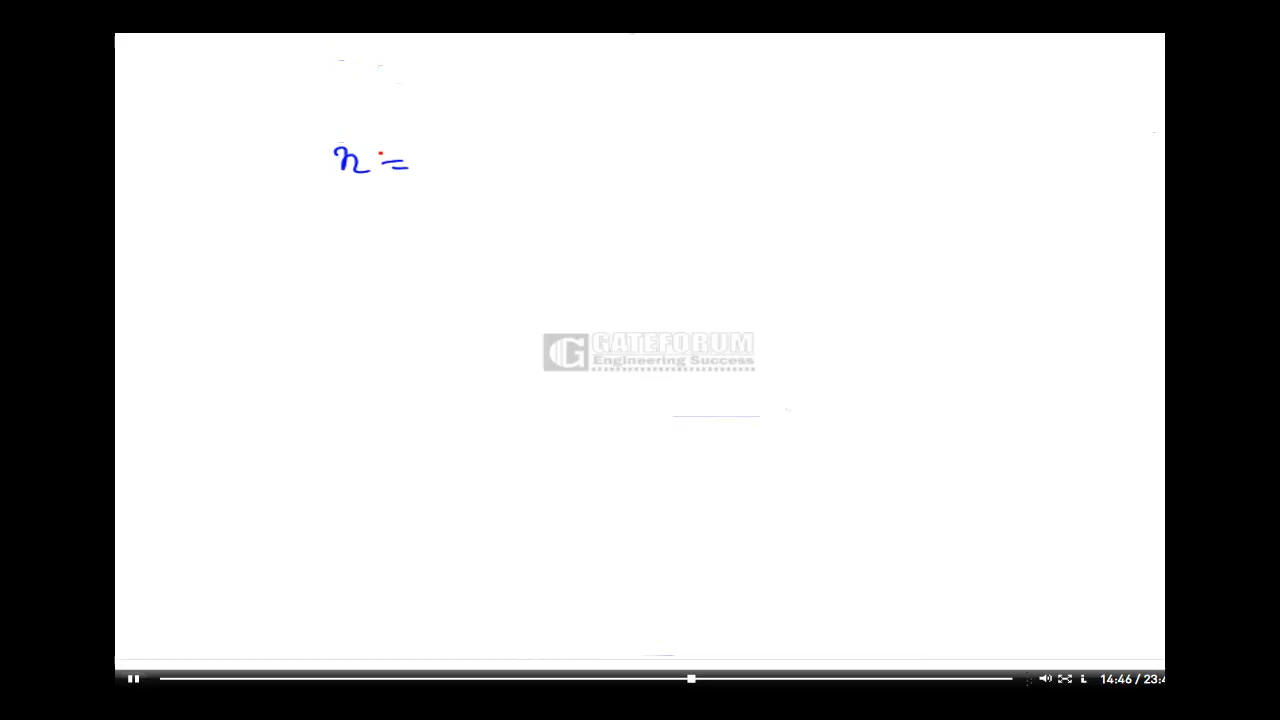 n =
GATEFORUM
Engineering Success
14:46 / 23:4